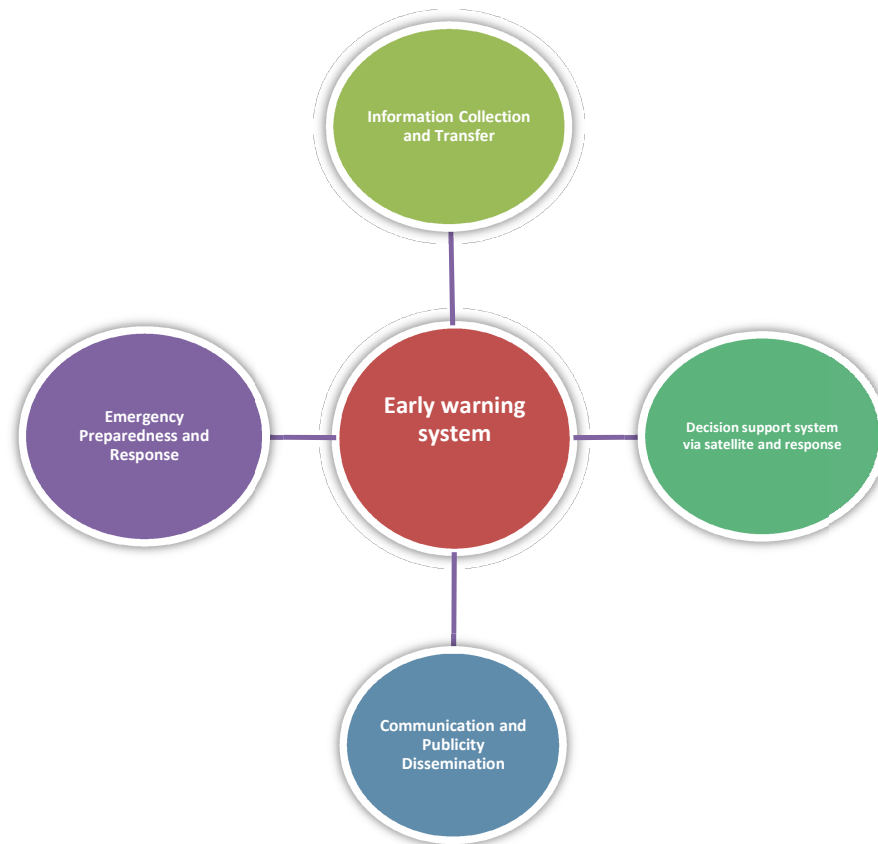 Information Collection
and Transfer
Early warning
system
Emergency
Preparedness and
Response
Decision support system
via satellite and response
Communication and
Publicity
Dissemination